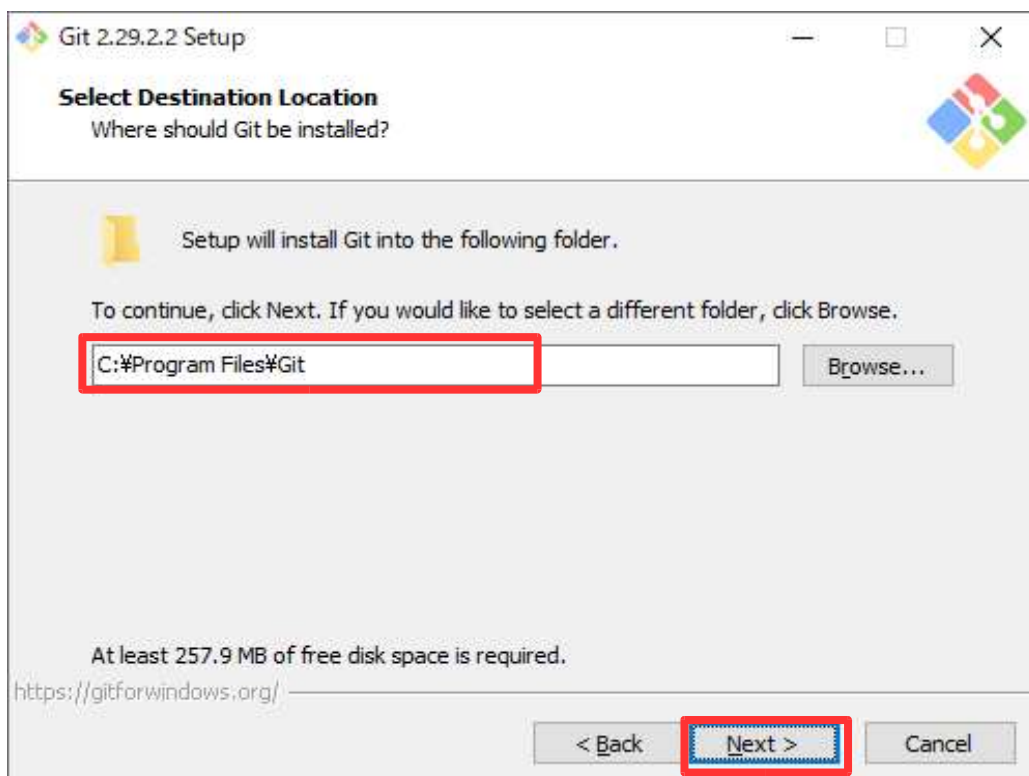 Git 2.29.2.2 Setup
Select Destination Location
Where should Git be installed?
Setup will install Git into the following folder.
To continue, click Next. If you would like to select a different folder, click Browse.
C:¥Program Files¥Git
Browse...
At least 257.9 MB of free disk space is required.
https://gitforwindows.org/
< Back
Next >
Cancel